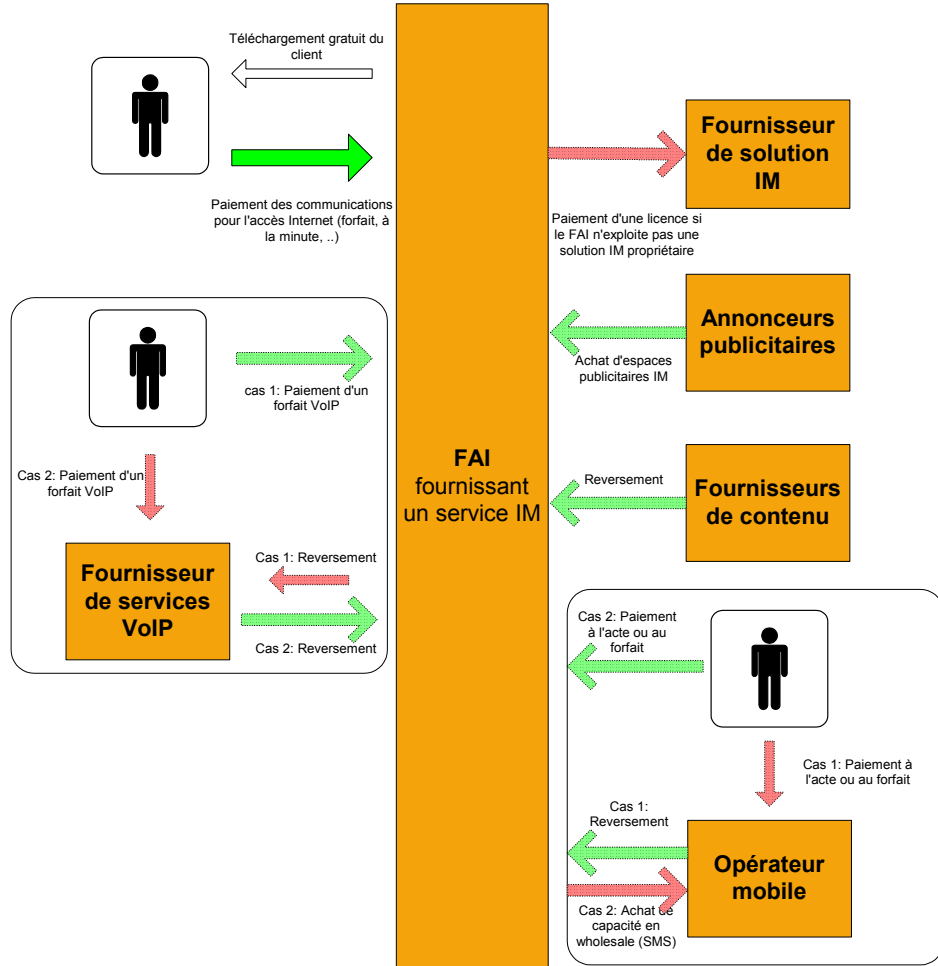 Téléchargement gratuit du
client
Paiement des communications
pour l'accès Internet (forfait, à
la minute, ..)
Fournisseur
de solution
IM
Paiement d'une licence si
le FAI n'exploite pas une
solution IM propriétaire
Annonceurs
publicitaires
Achat d'espaces
publicitaires IM
cas 1: Paiement d'un
forfait VoIP
Cas 2: Paiement d'un
forfait VoIP
FAI
fournissant
un service IM
Reversement
Fournisseurs
de contenu
Fournisseur
de services
VoIP
Cas 1: Reversement
Cas 2: Reversement
Cas 2: Paiement
à l'acte ou au
forfait
Cas 1: Paiement à
l'acte ou au forfait
Cas 1:
Reversement
Opérateur
mobile
Cas 2: Achat de
capacité en
wholesale (SMS)